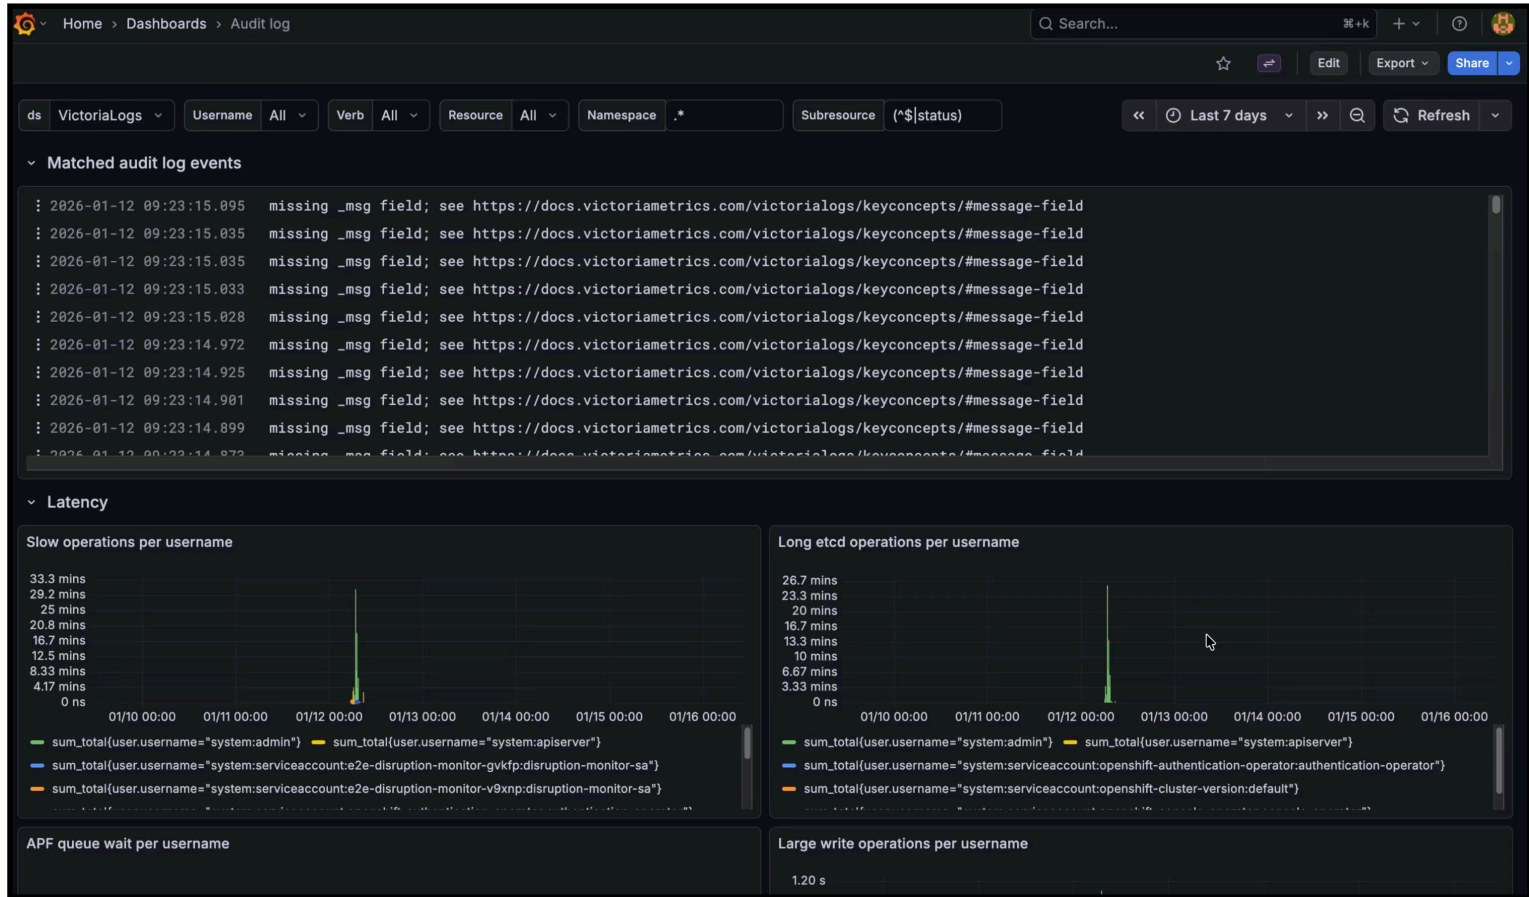 Home › Dashboards › Audit log
Search... ⌘+k
Edit Export Share
ds VictoriaLogs Username All Verb All Resource All Namespace .* Subresource (^$|status) Last 7 days Refresh
Matched audit log events
2026-01-12 09:23:15.095 missing _msg field; see https://docs.victoriametrics.com/victorialogs/keyconcepts/#message-field
2026-01-12 09:23:15.035 missing _msg field; see https://docs.victoriametrics.com/victorialogs/keyconcepts/#message-field
2026-01-12 09:23:15.035 missing _msg field; see https://docs.victoriametrics.com/victorialogs/keyconcepts/#message-field
2026-01-12 09:23:15.033 missing _msg field; see https://docs.victoriametrics.com/victorialogs/keyconcepts/#message-field
2026-01-12 09:23:15.028 missing _msg field; see https://docs.victoriametrics.com/victorialogs/keyconcepts/#message-field
2026-01-12 09:23:14.972 missing _msg field; see https://docs.victoriametrics.com/victorialogs/keyconcepts/#message-field
2026-01-12 09:23:14.925 missing _msg field; see https://docs.victoriametrics.com/victorialogs/keyconcepts/#message-field
2026-01-12 09:23:14.901 missing _msg field; see https://docs.victoriametrics.com/victorialogs/keyconcepts/#message-field
2026-01-12 09:23:14.899 missing _msg field; see https://docs.victoriametrics.com/victorialogs/keyconcepts/#message-field
2026-01-12 09:23:14.873 missing _msg field; see https://docs.victoriametrics.com/victorialogs/keyconcepts/#message-field
Latency
Slow operations per username
33.3 mins
29.2 mins
25 mins
20.8 mins
16.7 mins
12.5 mins
8.33 mins
4.17 mins
0 ns
01/10 00:00 01/11 00:00 01/12 00:00 01/13 00:00 01/14 00:00 01/15 00:00 01/16 00:00
sum_total{user.username="system:admin"} sum_total{user.username="system:apiserver"}
sum_total{user.username="system:serviceaccount:e2e-disruption-monitor-gvkfp:disruption-monitor-sa"}
sum_total{user.username="system:serviceaccount:e2e-disruption-monitor-v9xnp:disruption-monitor-sa"}
Long etcd operations per username
26.7 mins
23.3 mins
20 mins
16.7 mins
13.3 mins
10 mins
6.67 mins
3.33 mins
0 ns
01/10 00:00 01/11 00:00 01/12 00:00 01/13 00:00 01/14 00:00 01/15 00:00 01/16 00:00
sum_total{user.username="system:admin"} sum_total{user.username="system:apiserver"}
sum_total{user.username="system:serviceaccount:openshift-authentication-operator:authentication-operator"}
sum_total{user.username="system:serviceaccount:openshift-cluster-version:default"}
APF queue wait per username
Large write operations per username
1.20 s